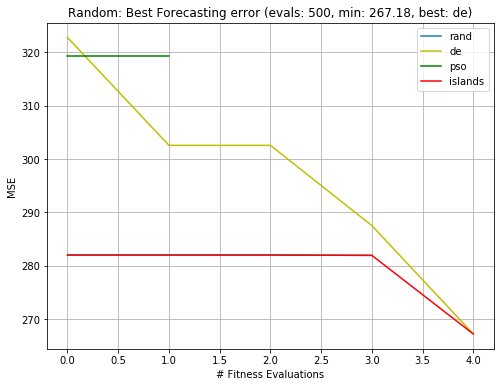 Random: Best Forecasting error (evals: 500, min: 267.18, best: de)
rand
de
pso
islands
MSE
320
310
300
290
280
270
0.0 0.5 1.0 1.5 2.0 2.5 3.0 3.5 4.0
# Fitness Evaluations